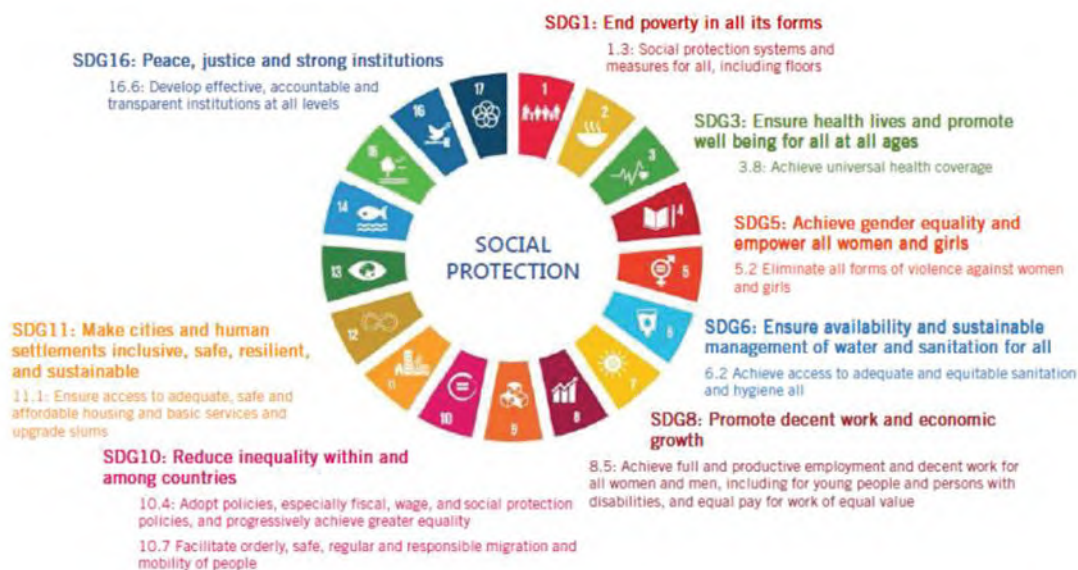 SDG1: End poverty in all its forms
1.3: Social protection systems and
measures for all, including floors
SDG16: Peace, justice and strong institutions
16.6: Develop effective, accountable and
transparent institutions at all levels
SDG3: Ensure health lives and promote
well being for all at all ages
3.8: Achieve universal health coverage
SDG5: Achieve gender equality and
empower all women and girls
5.2 Eliminate all forms of violence against women
and girls
SDG6: Ensure availability and sustainable
management of water and sanitation for all
6.2 Achieve access to adequate and equitable sanitation
and hygiene all
SDG8: Promote decent work and economic
growth
8.5: Achieve full and productive employment and decent work for
all women and men, including for young people and persons with
disabilities, and equal pay for work of equal value
SDG10: Reduce inequality within and
among countries
10.4: Adopt policies, especially fiscal, wage, and social protection
policies, and progressively achieve greater equality
10.7 Facilitate orderly, safe, regular and responsible migration and
mobility of people
SDG11: Make cities and human
settlements inclusive, safe, resilient,
and sustainable
11.1: Ensure access to adequate, safe and
affordable housing and basic services and
upgrade slums
SOCIAL
PROTECTION
1
2
3
4
5
6
7
8
9
10
11
12
13
14
15
16
17